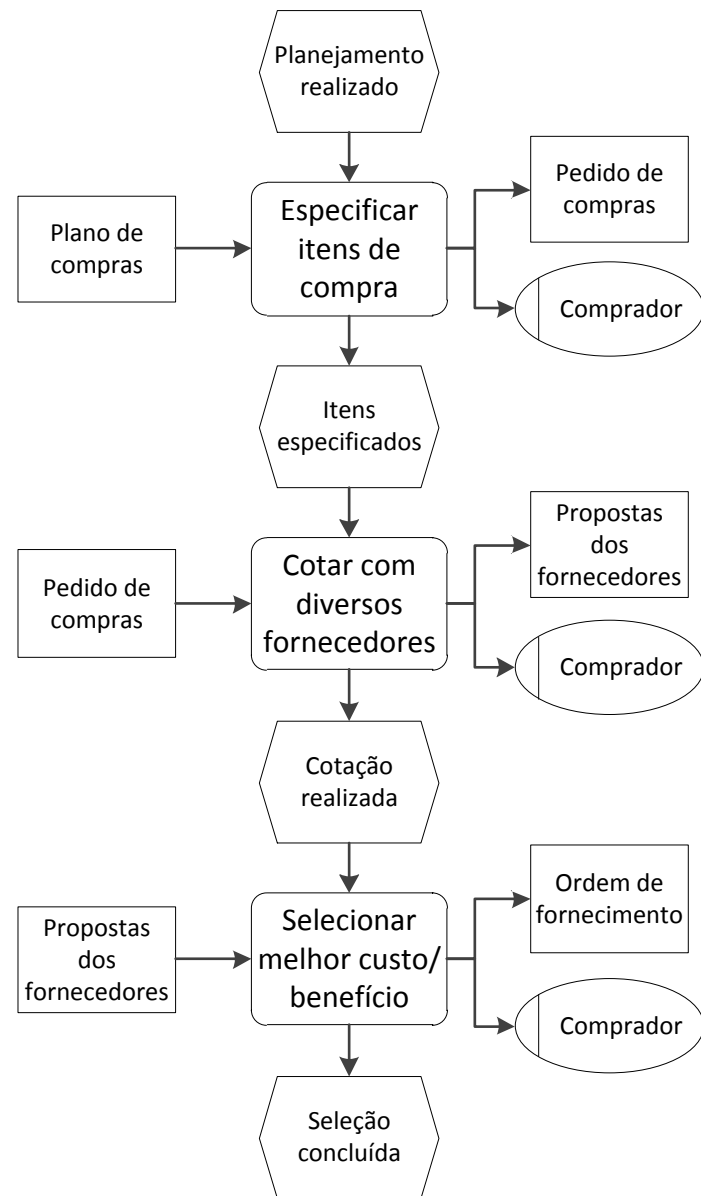 Planejamento
realizado
Plano de
compras
Especificar
itens de
compra
Pedido de
compras
Comprador
Itens
especificados
Pedido de
compras
Cotar com
diversos
fornecedores
Propostas
dos
fornecedores
Comprador
Cotação
realizada
Propostas
dos
fornecedores
Selecionar
melhor custo/
benefício
Ordem de
fornecimento
Comprador
Seleção
concluída